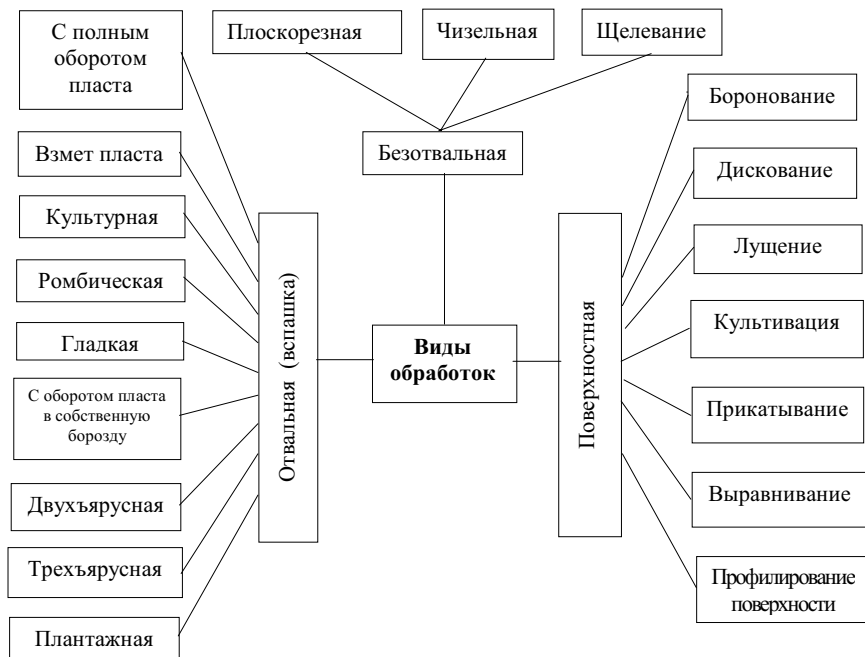 С полным
оборотом
пласта
Взмет пласта
Культурная
Ромбическая
Гладкая
С оборотом пласта
в собственную
борозду
Двухъярусная
Трехъярусная
Плантажная
Отвальная (вспашка)
Плоскорезная
Чизельная
Щелевание
Безотвальная
Виды
обработок
Поверхностная
Боронование
Дискование
Лущение
Культивация
Прикатывание
Выравнивание
Профилирование
поверхности